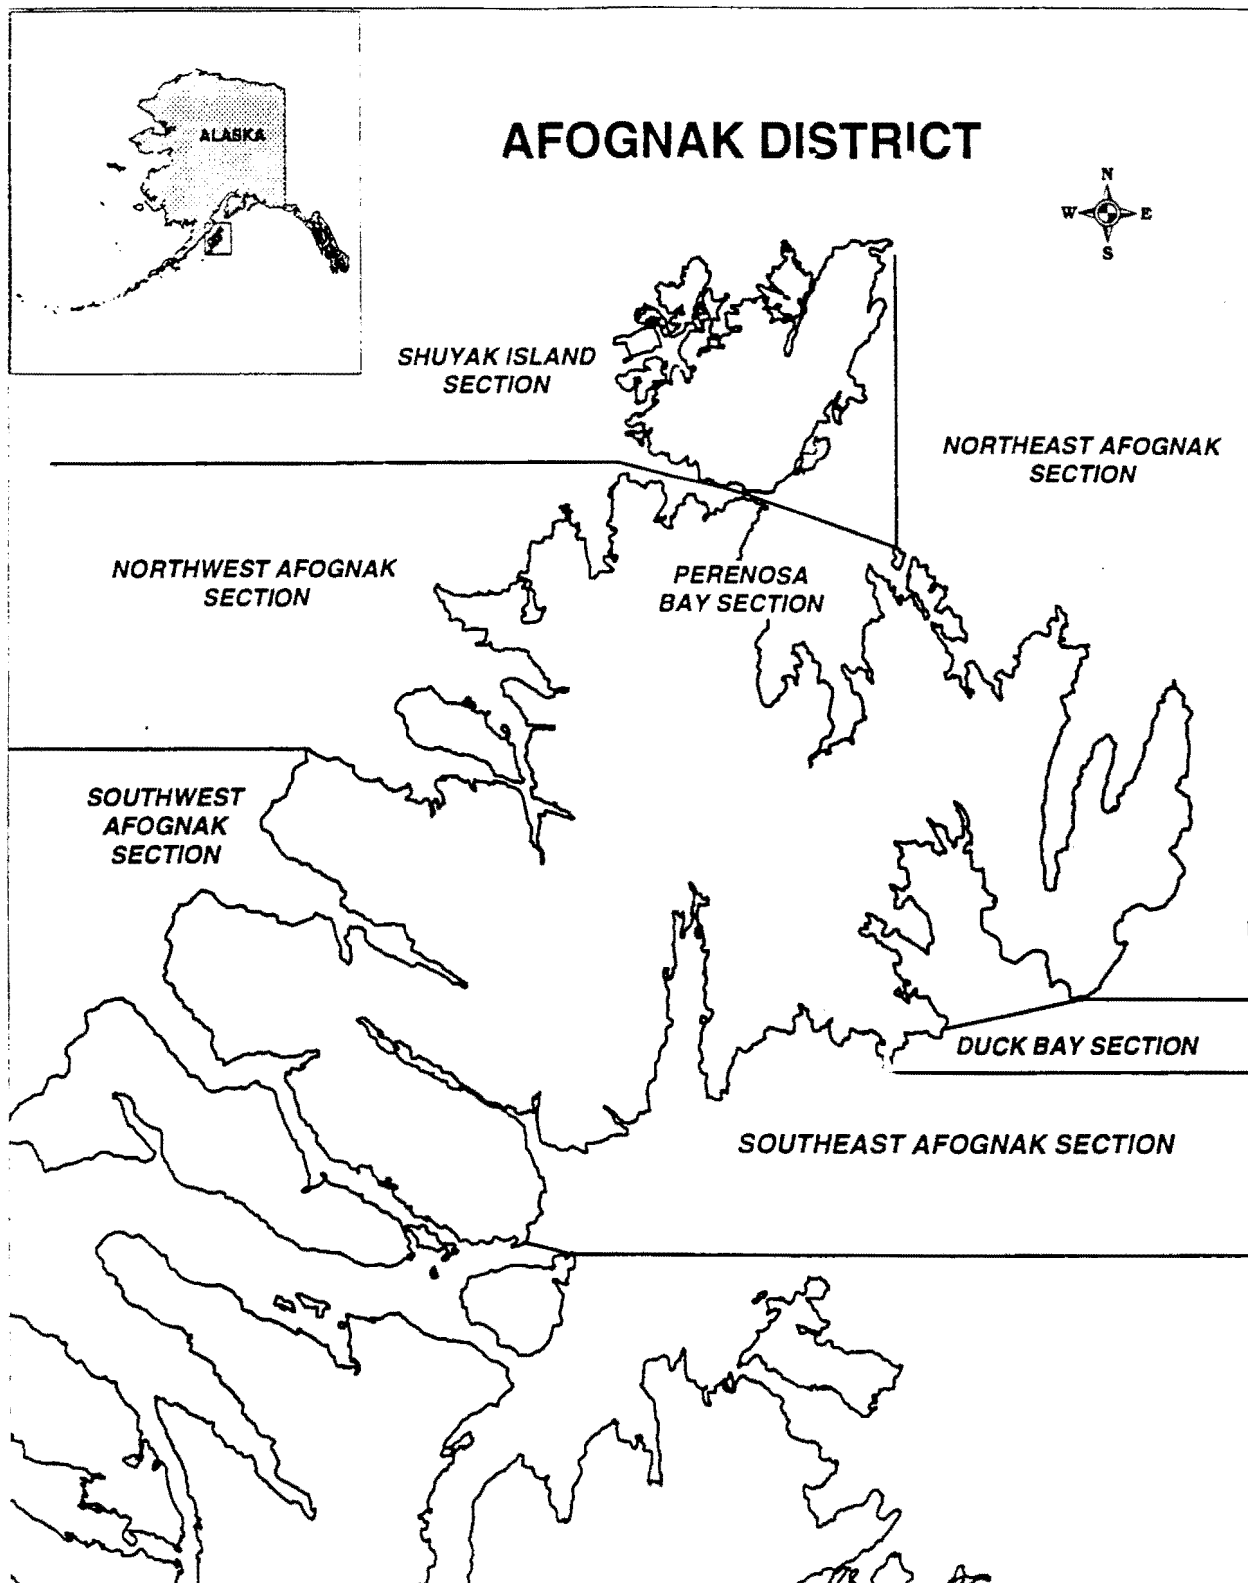 ALASKA
AFOGNAK DISTRICT
N
W E
S
SHUYAK ISLAND
SECTION
NORTHEAST AFOGNAK
SECTION
NORTHWEST AFOGNAK
SECTION
PERENOSA
BAY SECTION
SOUTHWEST
AFOGNAK
SECTION
DUCK BAY SECTION
SOUTHEAST AFOGNAK SECTION